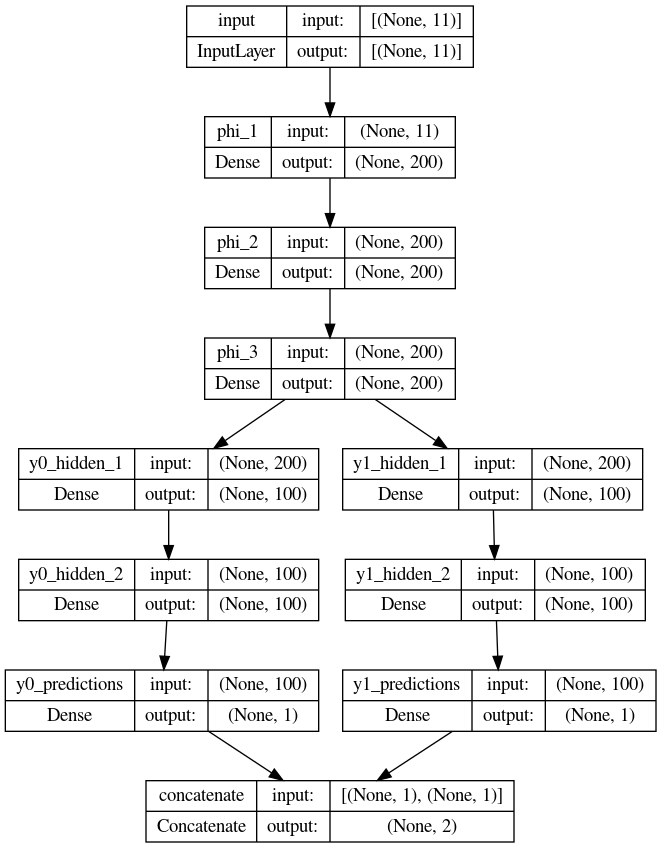 input input: [(None, 11)]
InputLayer output: [(None, 11)]
phi_1 input: (None, 11)
Dense output: (None, 200)
phi_2 input: (None, 200)
Dense output: (None, 200)
phi_3 input: (None, 200)
Dense output: (None, 200)
y0_hidden_1 input: (None, 200)
Dense output: (None, 100)
y1_hidden_1 input: (None, 200)
Dense output: (None, 100)
y0_hidden_2 input: (None, 100)
Dense output: (None, 100)
y1_hidden_2 input: (None, 100)
Dense output: (None, 100)
y0_predictions input: (None, 100)
Dense output: (None, 1)
y1_predictions input: (None, 100)
Dense output: (None, 1)
concatenate input: [(None, 1), (None, 1)]
Concatenate output: (None, 2)